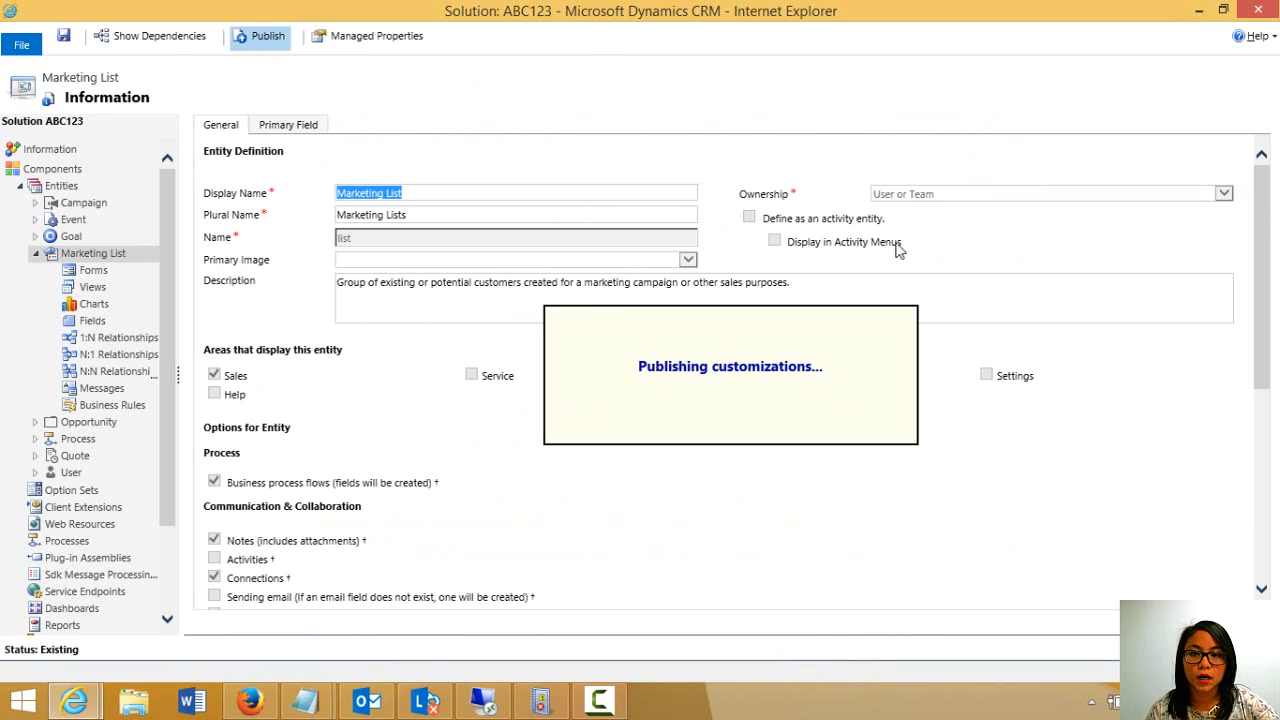 Solution: ABC123 - Microsoft Dynamics CRM - Internet Explorer
File
Show Dependencies
Publish
Managed Properties
Help
Marketing List
Information
Solution ABC123
Information
Components
Entities
Campaign
Event
Goal
Marketing List
Forms
Views
Charts
Fields
1:N Relationships
N:1 Relationships
N:N Relationshi...
Messages
Business Rules
Opportunity
Process
Quote
User
Option Sets
Client Extensions
Web Resources
Processes
Plug-in Assemblies
Sdk Message Processin...
Service Endpoints
Dashboards
Reports
General
Primary Field
Entity Definition
Display Name *
Marketing List
Ownership *
User or Team
Plural Name *
Marketing Lists
Define as an activity entity.
Name *
list
Display in Activity Menus
Primary Image
Description
Group of existing or potential customers created for a marketing campaign or other sales purposes.
Publishing customizations...
Areas that display this entity
Sales
Service
Settings
Help
Options for Entity
Process
Business process flows (fields will be created) +
Communication & Collaboration
Notes (includes attachments) +
Activities +
Connections +
Sending email (If an email field does not exist, one will be created) +
Status: Existing